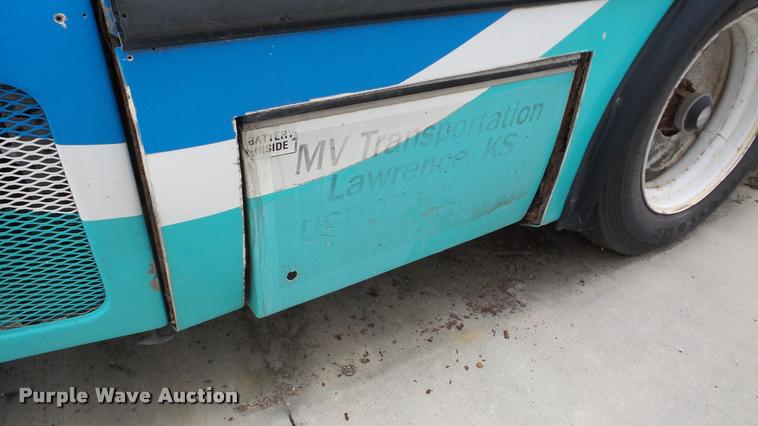 BATTERY
INSIDE
MV Transportation
Lawrence, KS
Purple Wave Auction